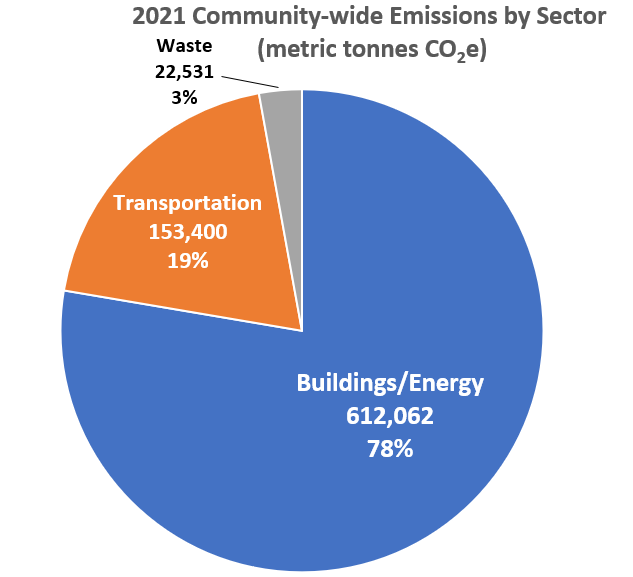 2021 Community-wide Emissions by Sector
(metric tonnes CO₂e)
Waste
22,531
3%
Transportation
153,400
19%
Buildings/Energy
612,062
78%